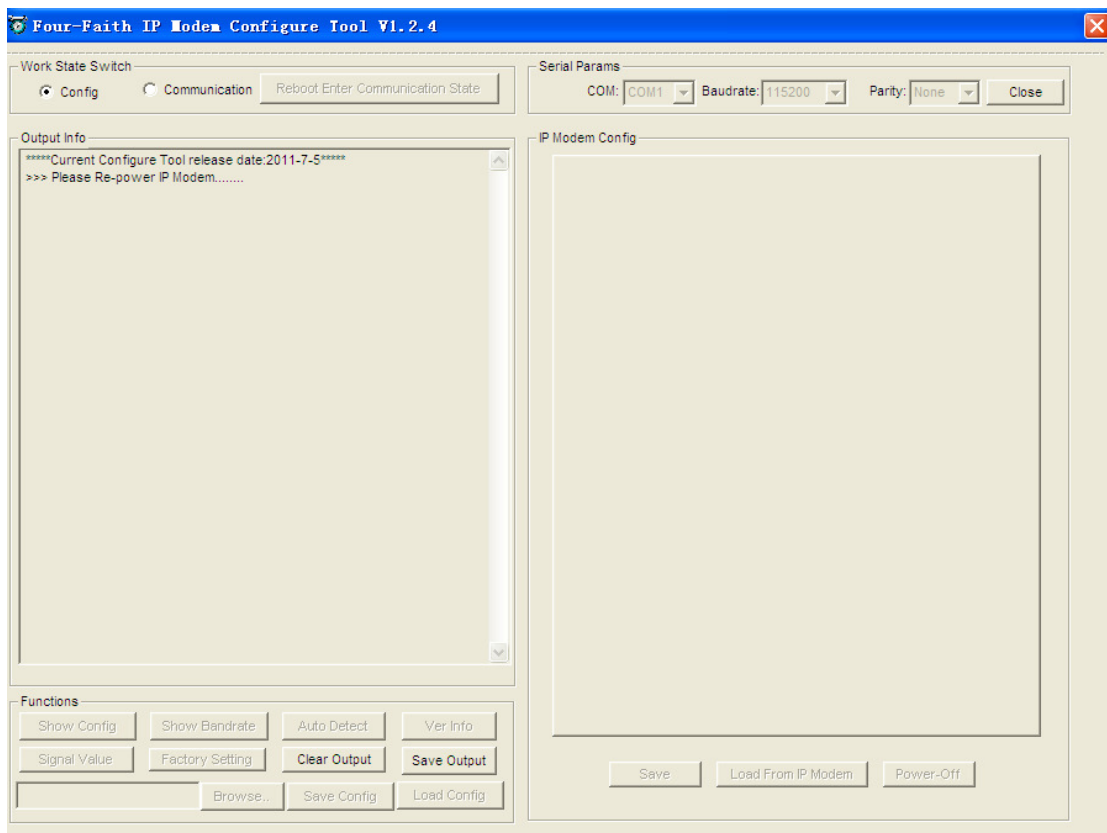 Four-Faith IP Modem Configure Tool V1.2.4
Work State Switch
Config Communication Reboot Enter Communication State
Serial Params
COM: COM1 Baudrate: 115200 Parity: None Close
Output Info
*****Current Configure Tool release date:2011-7-5*****
>>> Please Re-power IP Modem........
IP Modem Config
Functions
Show Config Show Bandrate Auto Detect Ver Info
Signal Value Factory Setting Clear Output Save Output
Browse.. Save Config Load Config
Save Load From IP Modem Power-Off